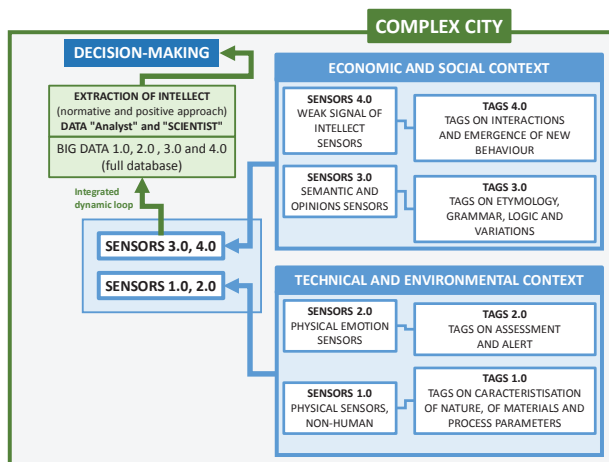 COMPLEX CITY
DECISION-MAKING
EXTRACTION OF INTELLECT
(normative and positive approach)
DATA "Analyst" and "SCIENTIST"
BIG DATA 1.0, 2.0 , 3.0 and 4.0
(full database)
Integrated
dynamic loop
SENSORS 3.0, 4.0
SENSORS 1.0, 2.0
ECONOMIC AND SOCIAL CONTEXT
SENSORS 4.0
WEAK SIGNAL OF
INTELLECT
SENSORS
TAGS 4.0
TAGS ON INTERACTIONS
AND EMERGENCE OF NEW
BEHAVIOUR
SENSORS 3.0
SEMANTIC AND
OPINIONS SENSORS
TAGS 3.0
TAGS ON ETYMOLOGY,
GRAMMAR, LOGIC AND
VARIATIONS
TECHNICAL AND ENVIRONMENTAL CONTEXT
SENSORS 2.0
PHYSICAL EMOTION
SENSORS
TAGS 2.0
TAGS ON ASSESSMENT
AND ALERT
SENSORS 1.0
PHYSICAL SENSORS,
NON-HUMAN
TAGS 1.0
TAGS ON CARACTERISTISATION
OF NATURE, OF MATERIALS AND
PROCESS PARAMETERS